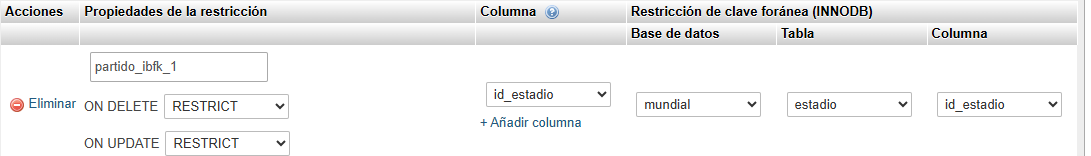 Acciones Propiedades de la restricción Columna Restricción de clave foránea (INNODB)
Base de datos Tabla Columna
partido_ibfk_1
Eliminar ON DELETE RESTRICT id_estadio mundial estadio id_estadio
+ Añadir columna
ON UPDATE RESTRICT